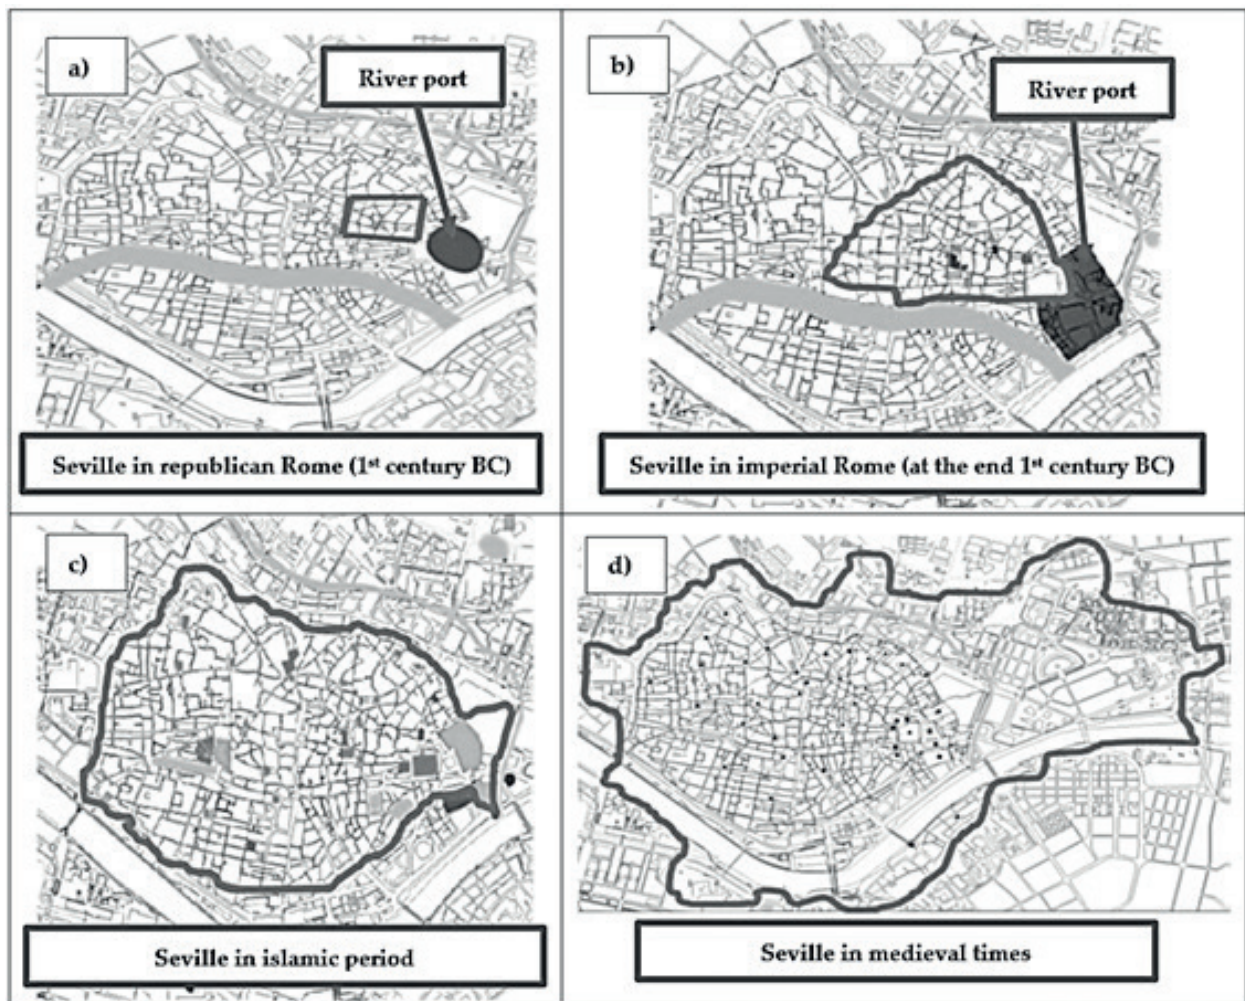 a)
River port
Seville in republican Rome (1st century BC)
b)
River port
Seville in imperial Rome (at the end 1st century BC)
c)
Seville in islamic period
d)
Seville in medieval times